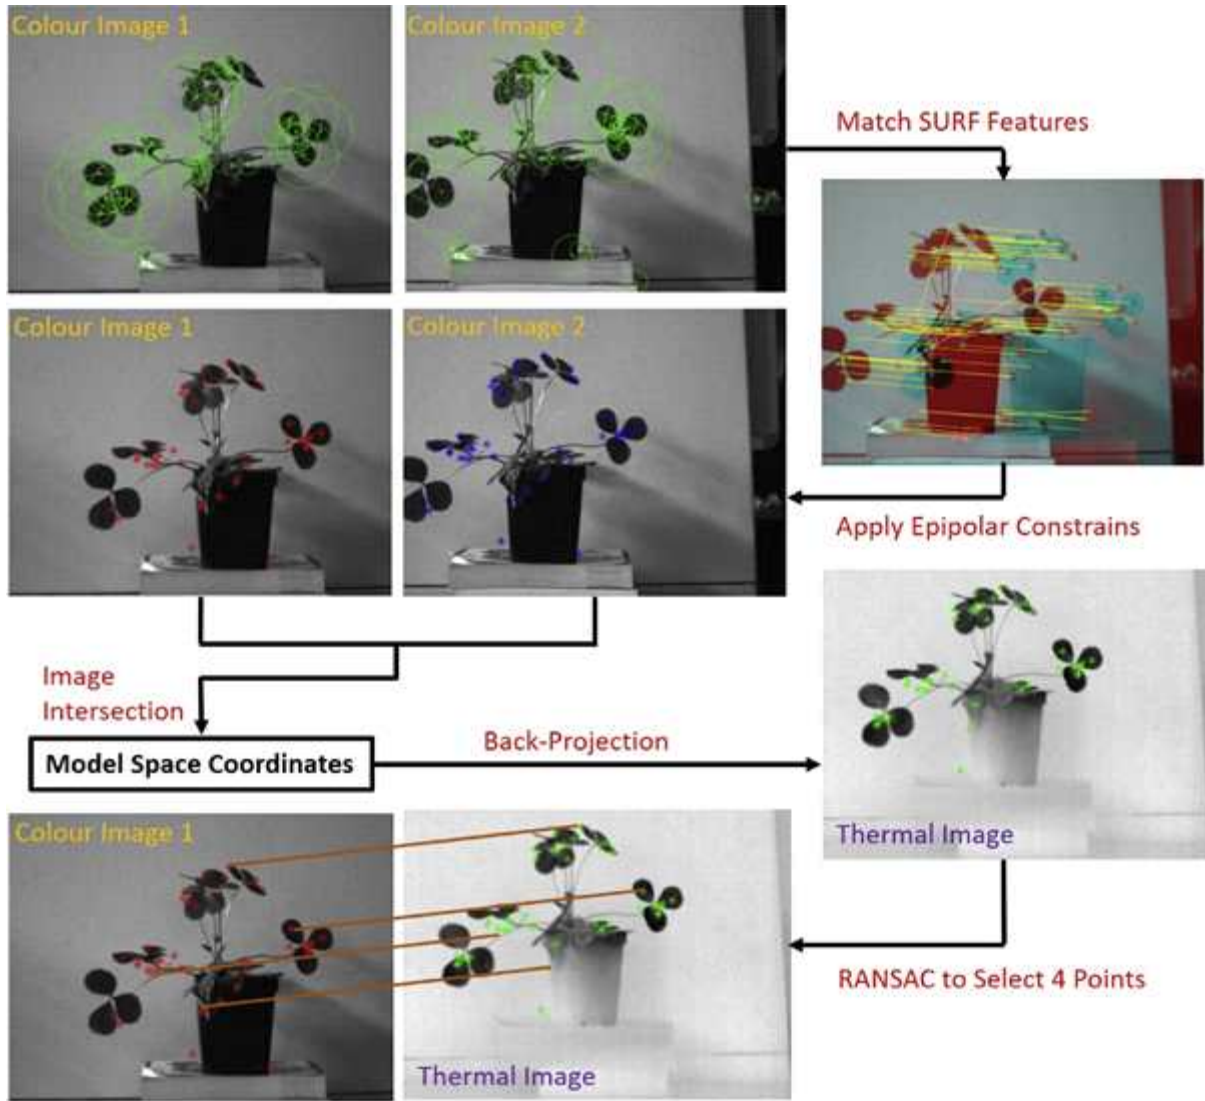 Colour Image 1
Colour Image 2
Match SURF Features
Colour Image 1
Colour Image 2
Apply Epipolar Constrains
Image
Intersection
Model Space Coordinates
Back-Projection
Thermal Image
Colour Image 1
RANSAC to Select 4 Points
Thermal Image